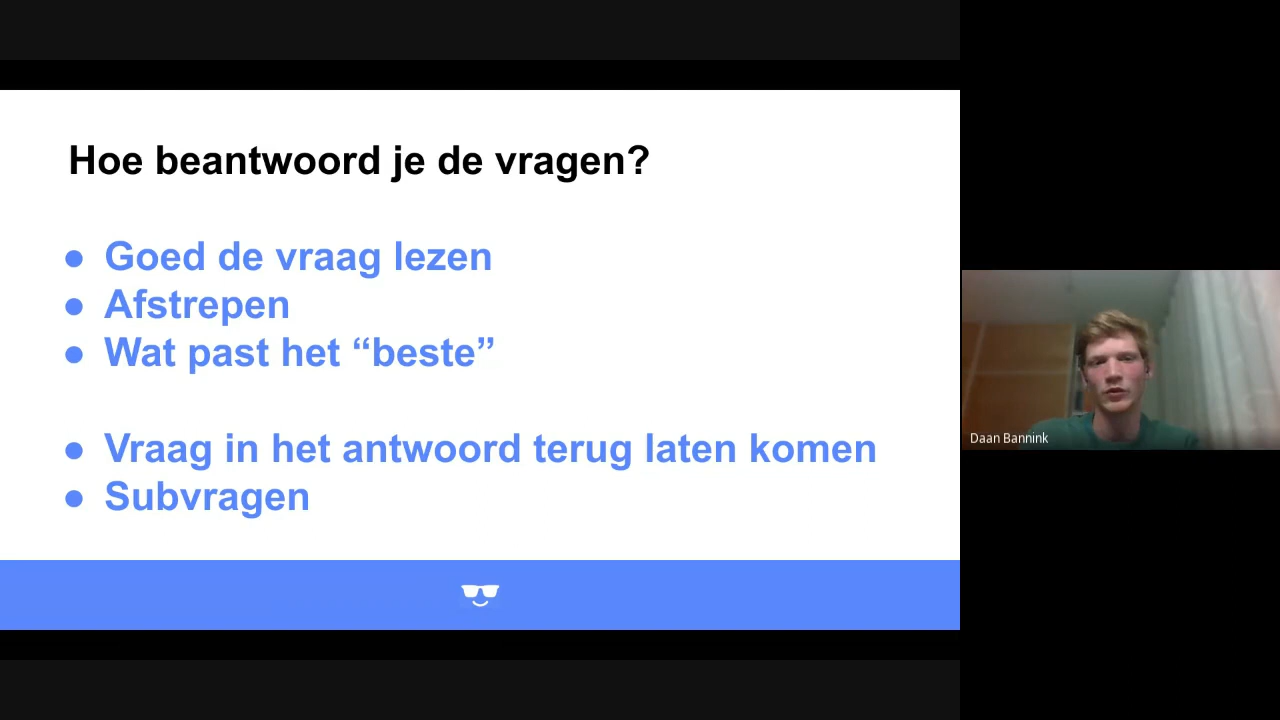 Hoe beantwoord je de vragen?
● Goed de vraag lezen
● Afstrepen
● Wat past het “beste”
● Vraag in het antwoord terug laten komen
● Subvragen
Daan Bannink